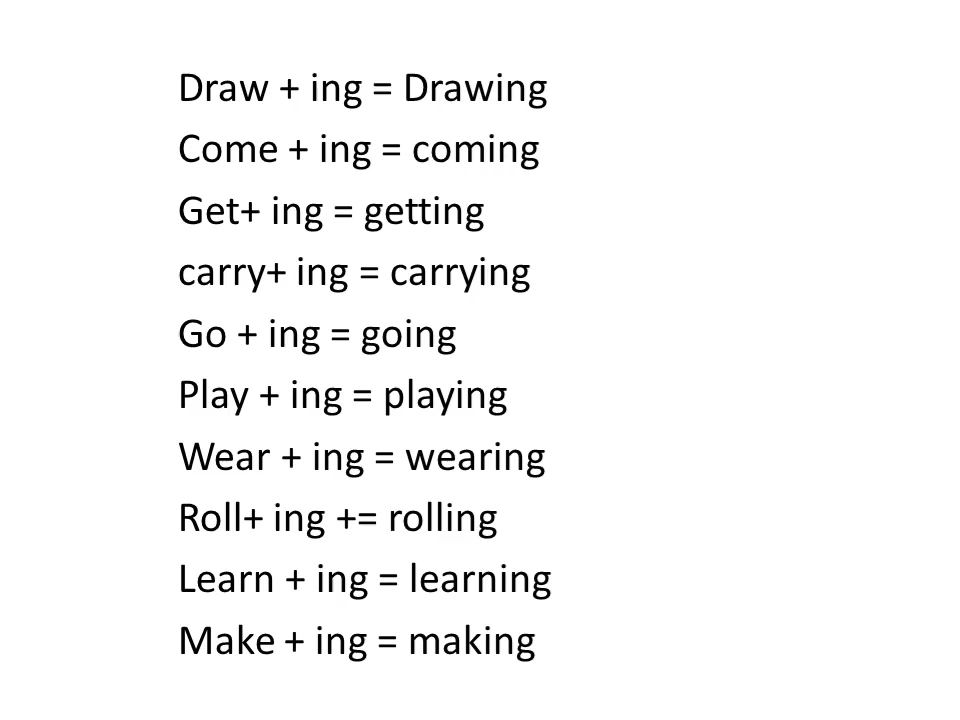 Draw + ing = Drawing
Come + ing = coming
Get+ ing = getting
carry+ ing = carrying
Go + ing = going
Play + ing = playing
Wear + ing = wearing
Roll+ ing += rolling
Learn + ing = learning
Make + ing = making